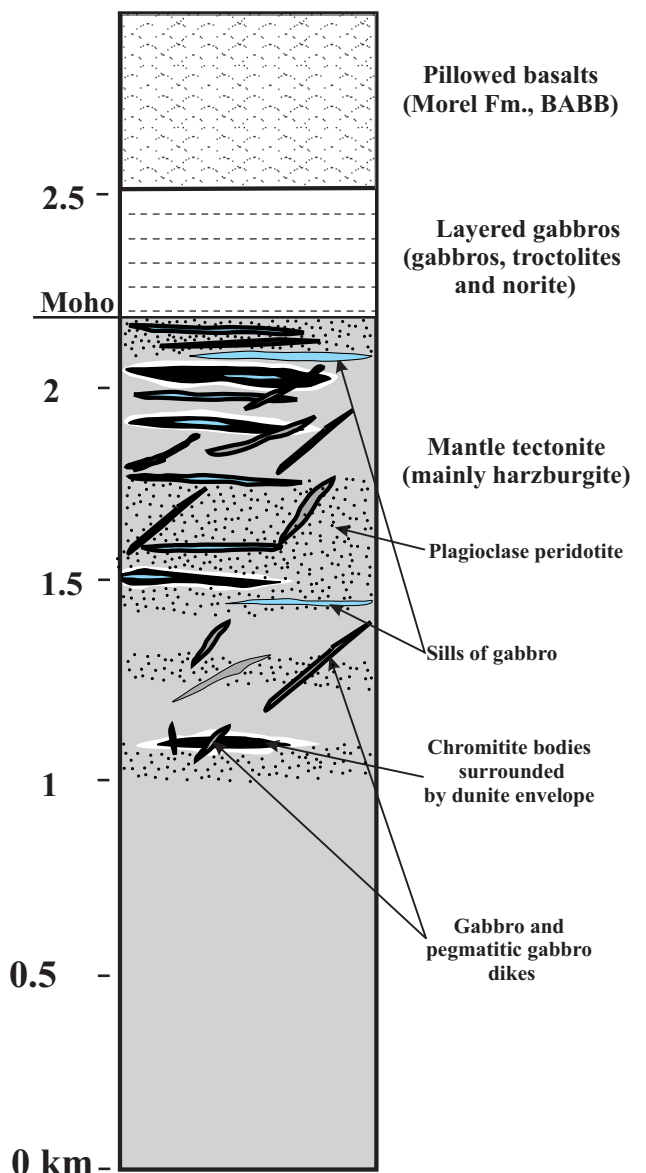 Pillowed basalts
(Morel Fm., BABB)
2.5
Layered gabbros
(gabbros, troctolites
and norite)
Moho
2
Mantle tectonite
(mainly harzburgite)
Plagioclase peridotite
1.5
Sills of gabbro
Chromitite bodies
surrounded
by dunite envelope
1
Gabbro and
pegmatitic gabbro
dikes
0.5
0 km